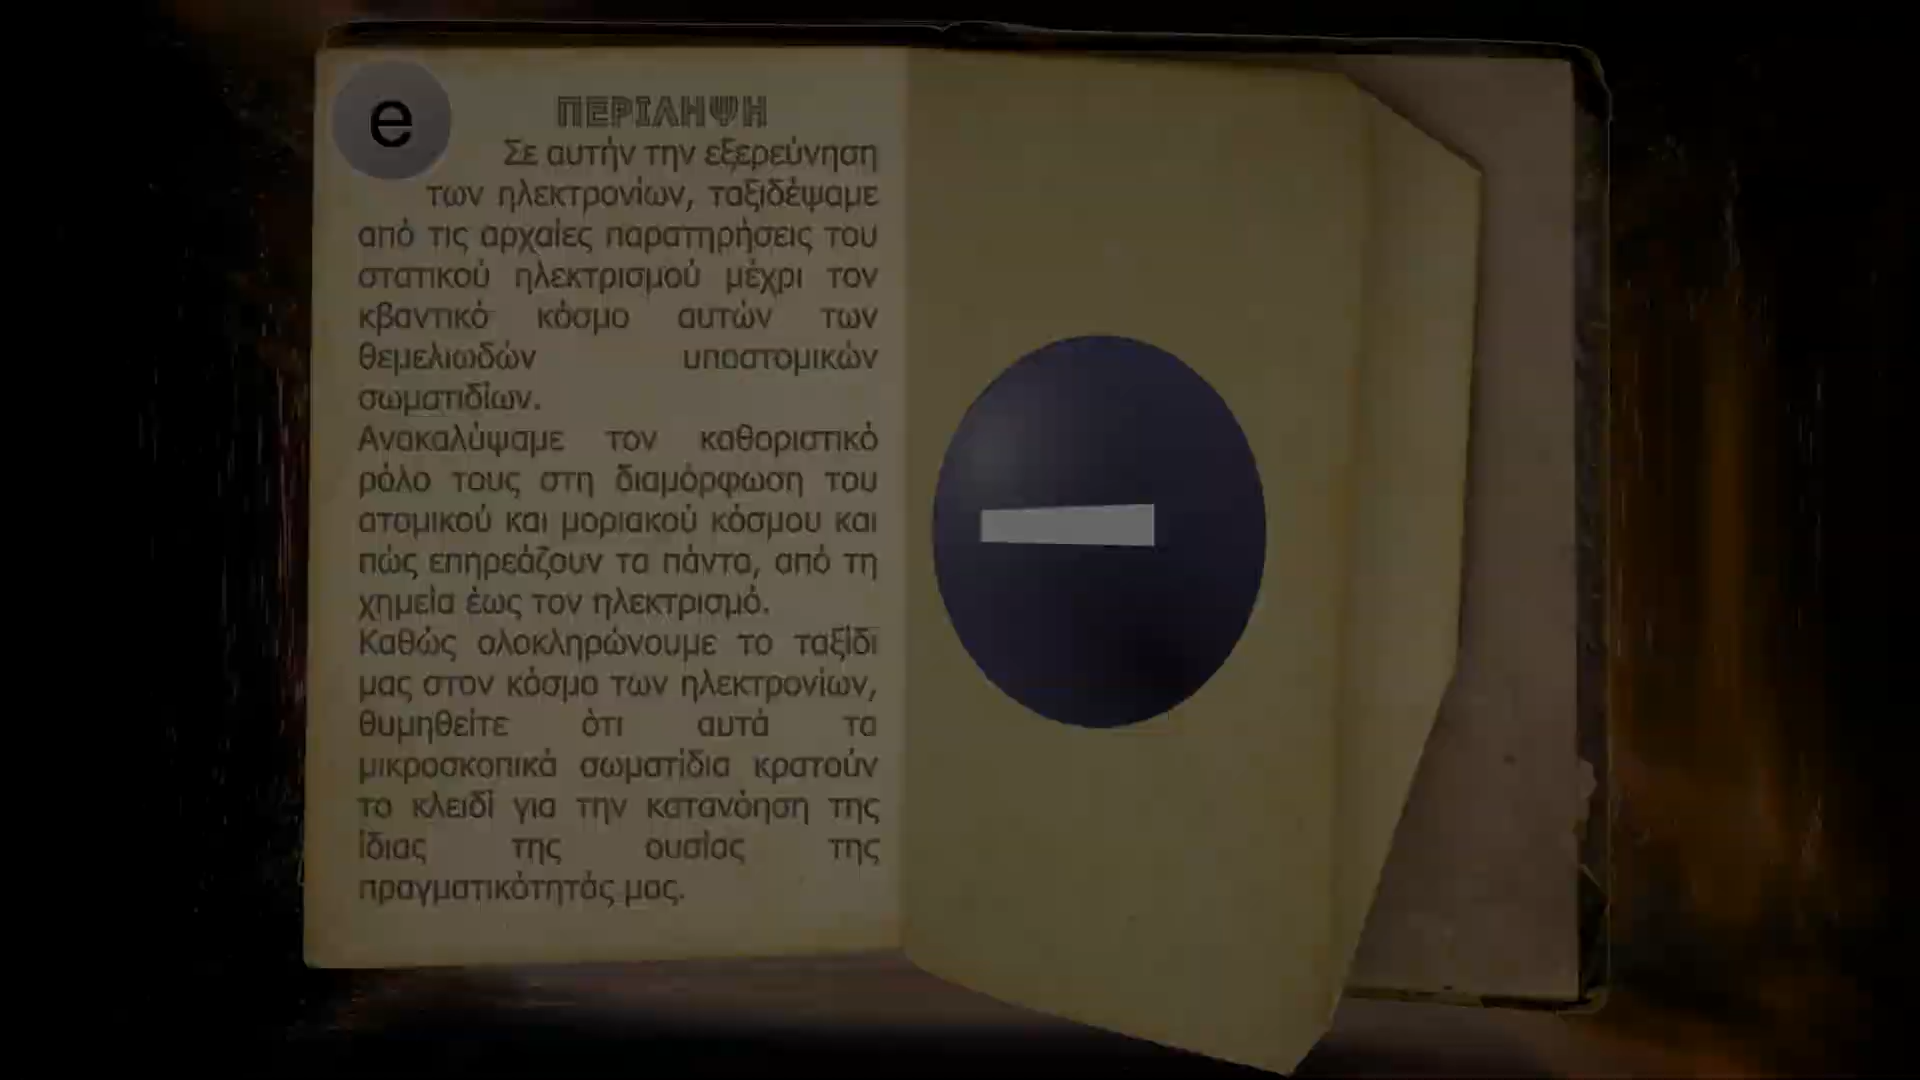 e
ΠΕΡΙΛΗΨΗ
Σε αυτήν την εξερεύνηση
των ηλεκτρονίων, ταξιδέψαμε
από τις αρχαίες παρατηρήσεις του
στατικού ηλεκτρισμού μέχρι τον
κβαντικό κόσμο αυτών των
θεμελιωδών υποατομικών
σωματιδίων.
Ανακαλύψαμε τον καθοριστικό
ρόλο τους στη διαμόρφωση του
ατομικού και μοριακού κόσμου και
πώς επηρεάζουν τα πάντα, από τη
χημεία έως τον ηλεκτρισμό.
Καθώς ολοκληρώνουμε το ταξίδι
μας στον κόσμο των ηλεκτρονίων,
θυμηθείτε ότι αυτά τα
μικροσκοπικά σωματίδια κρατούν
το κλειδί για την κατανόηση της
ίδιας της ουσίας της
πραγματικότητάς μας.